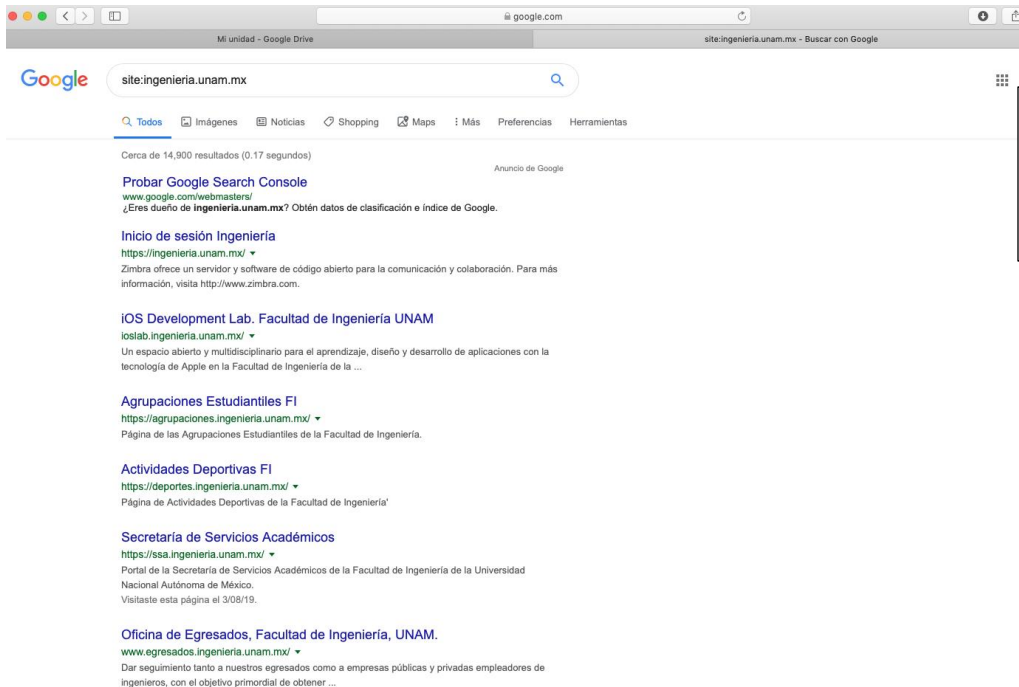 google.com
Mi unidad - Google Drive
site:ingenieria.unam.mx - Buscar con Google
Google
site:ingenieria.unam.mx
Todos Imágenes Noticias Shopping Maps Más Preferencias Herramientas
Cerca de 14,900 resultados (0.17 segundos)
Anuncio de Google
Probar Google Search Console
www.google.com/webmasters/
¿Eres dueño de ingenieria.unam.mx? Obtén datos de clasificación e índice de Google.
Inicio de sesión Ingeniería
https://ingenieria.unam.mx/
Zimbra ofrece un servidor y software de código abierto para la comunicación y colaboración. Para más
información, visita http://www.zimbra.com.
iOS Development Lab. Facultad de Ingeniería UNAM
ioslab.ingenieria.unam.mx/
Un espacio abierto y multidisciplinario para el aprendizaje, diseño y desarrollo de aplicaciones con la
tecnología de Apple en la Facultad de Ingeniería de la ...
Agrupaciones Estudiantiles FI
https://agrupaciones.ingenieria.unam.mx/
Página de las Agrupaciones Estudiantiles de la Facultad de Ingeniería.
Actividades Deportivas FI
https://deportes.ingenieria.unam.mx/
Página de Actividades Deportivas de la Facultad de Ingeniería'
Secretaría de Servicios Académicos
https://ssa.ingenieria.unam.mx/
Portal de la Secretaría de Servicios Académicos de la Facultad de Ingeniería de la Universidad
Nacional Autónoma de México.
Visitaste esta página el 3/08/19.
Oficina de Egresados, Facultad de Ingeniería, UNAM.
www.egresados.ingenieria.unam.mx/
Dar seguimiento tanto a nuestros egresados como a empresas públicas y privadas empleadores de
ingenieros, con el objetivo primordial de obtener ...